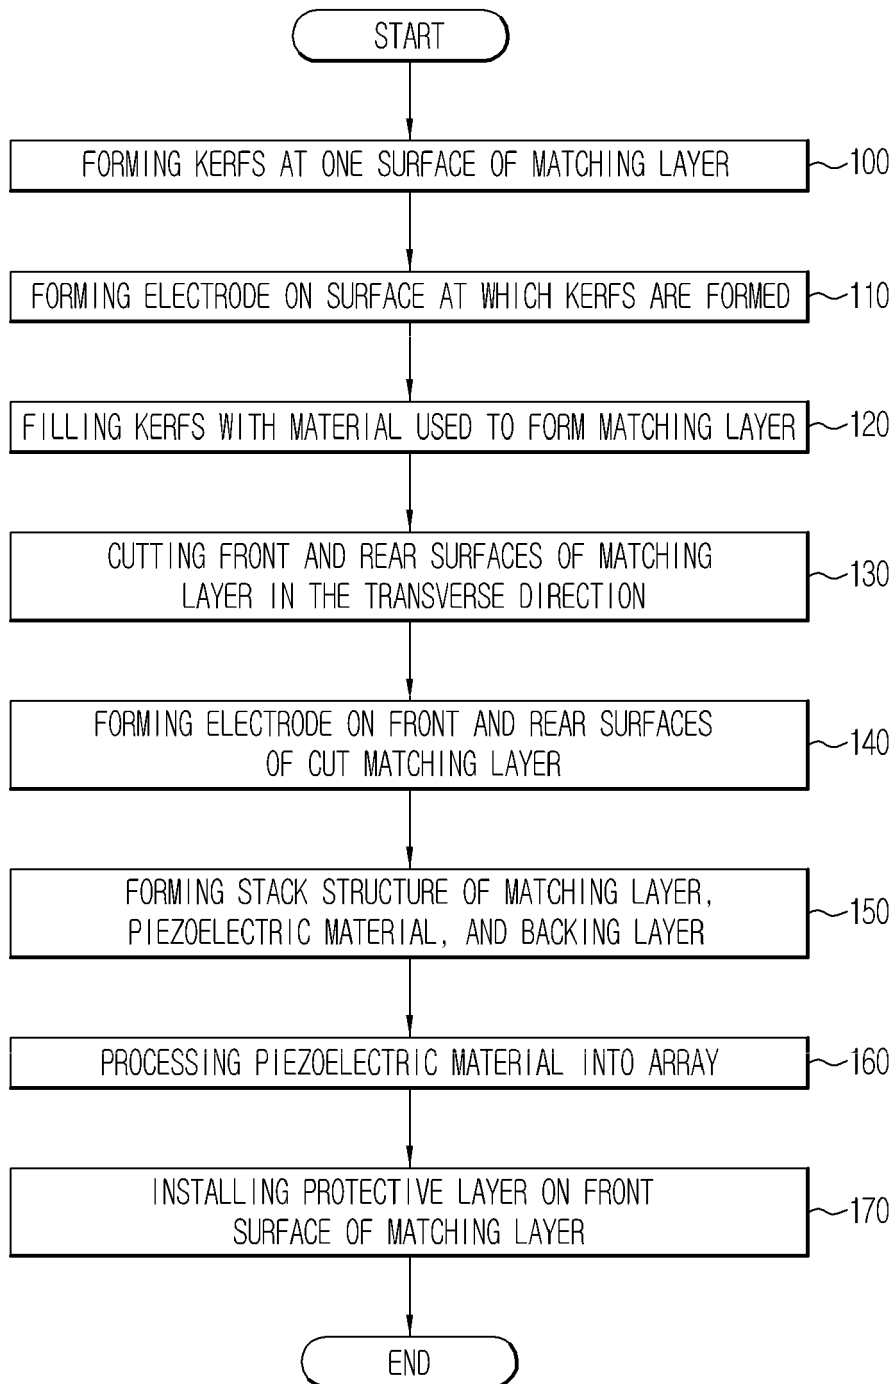 START
FORMING KERFS AT ONE SURFACE OF MATCHING LAYER
100
FORMING ELECTRODE ON SURFACE AT WHICH KERFS ARE FORMED
110
FILLING KERFS WITH MATERIAL USED TO FORM MATCHING LAYER
120
CUTTING FRONT AND REAR SURFACES OF MATCHING
LAYER IN THE TRANSVERSE DIRECTION
130
FORMING ELECTRODE ON FRONT AND REAR SURFACES
OF CUT MATCHING LAYER
140
FORMING STACK STRUCTURE OF MATCHING LAYER,
PIEZOELECTRIC MATERIAL, AND BACKING LAYER
150
PROCESSING PIEZOELECTRIC MATERIAL INTO ARRAY
160
INSTALLING PROTECTIVE LAYER ON FRONT
SURFACE OF MATCHING LAYER
170
END